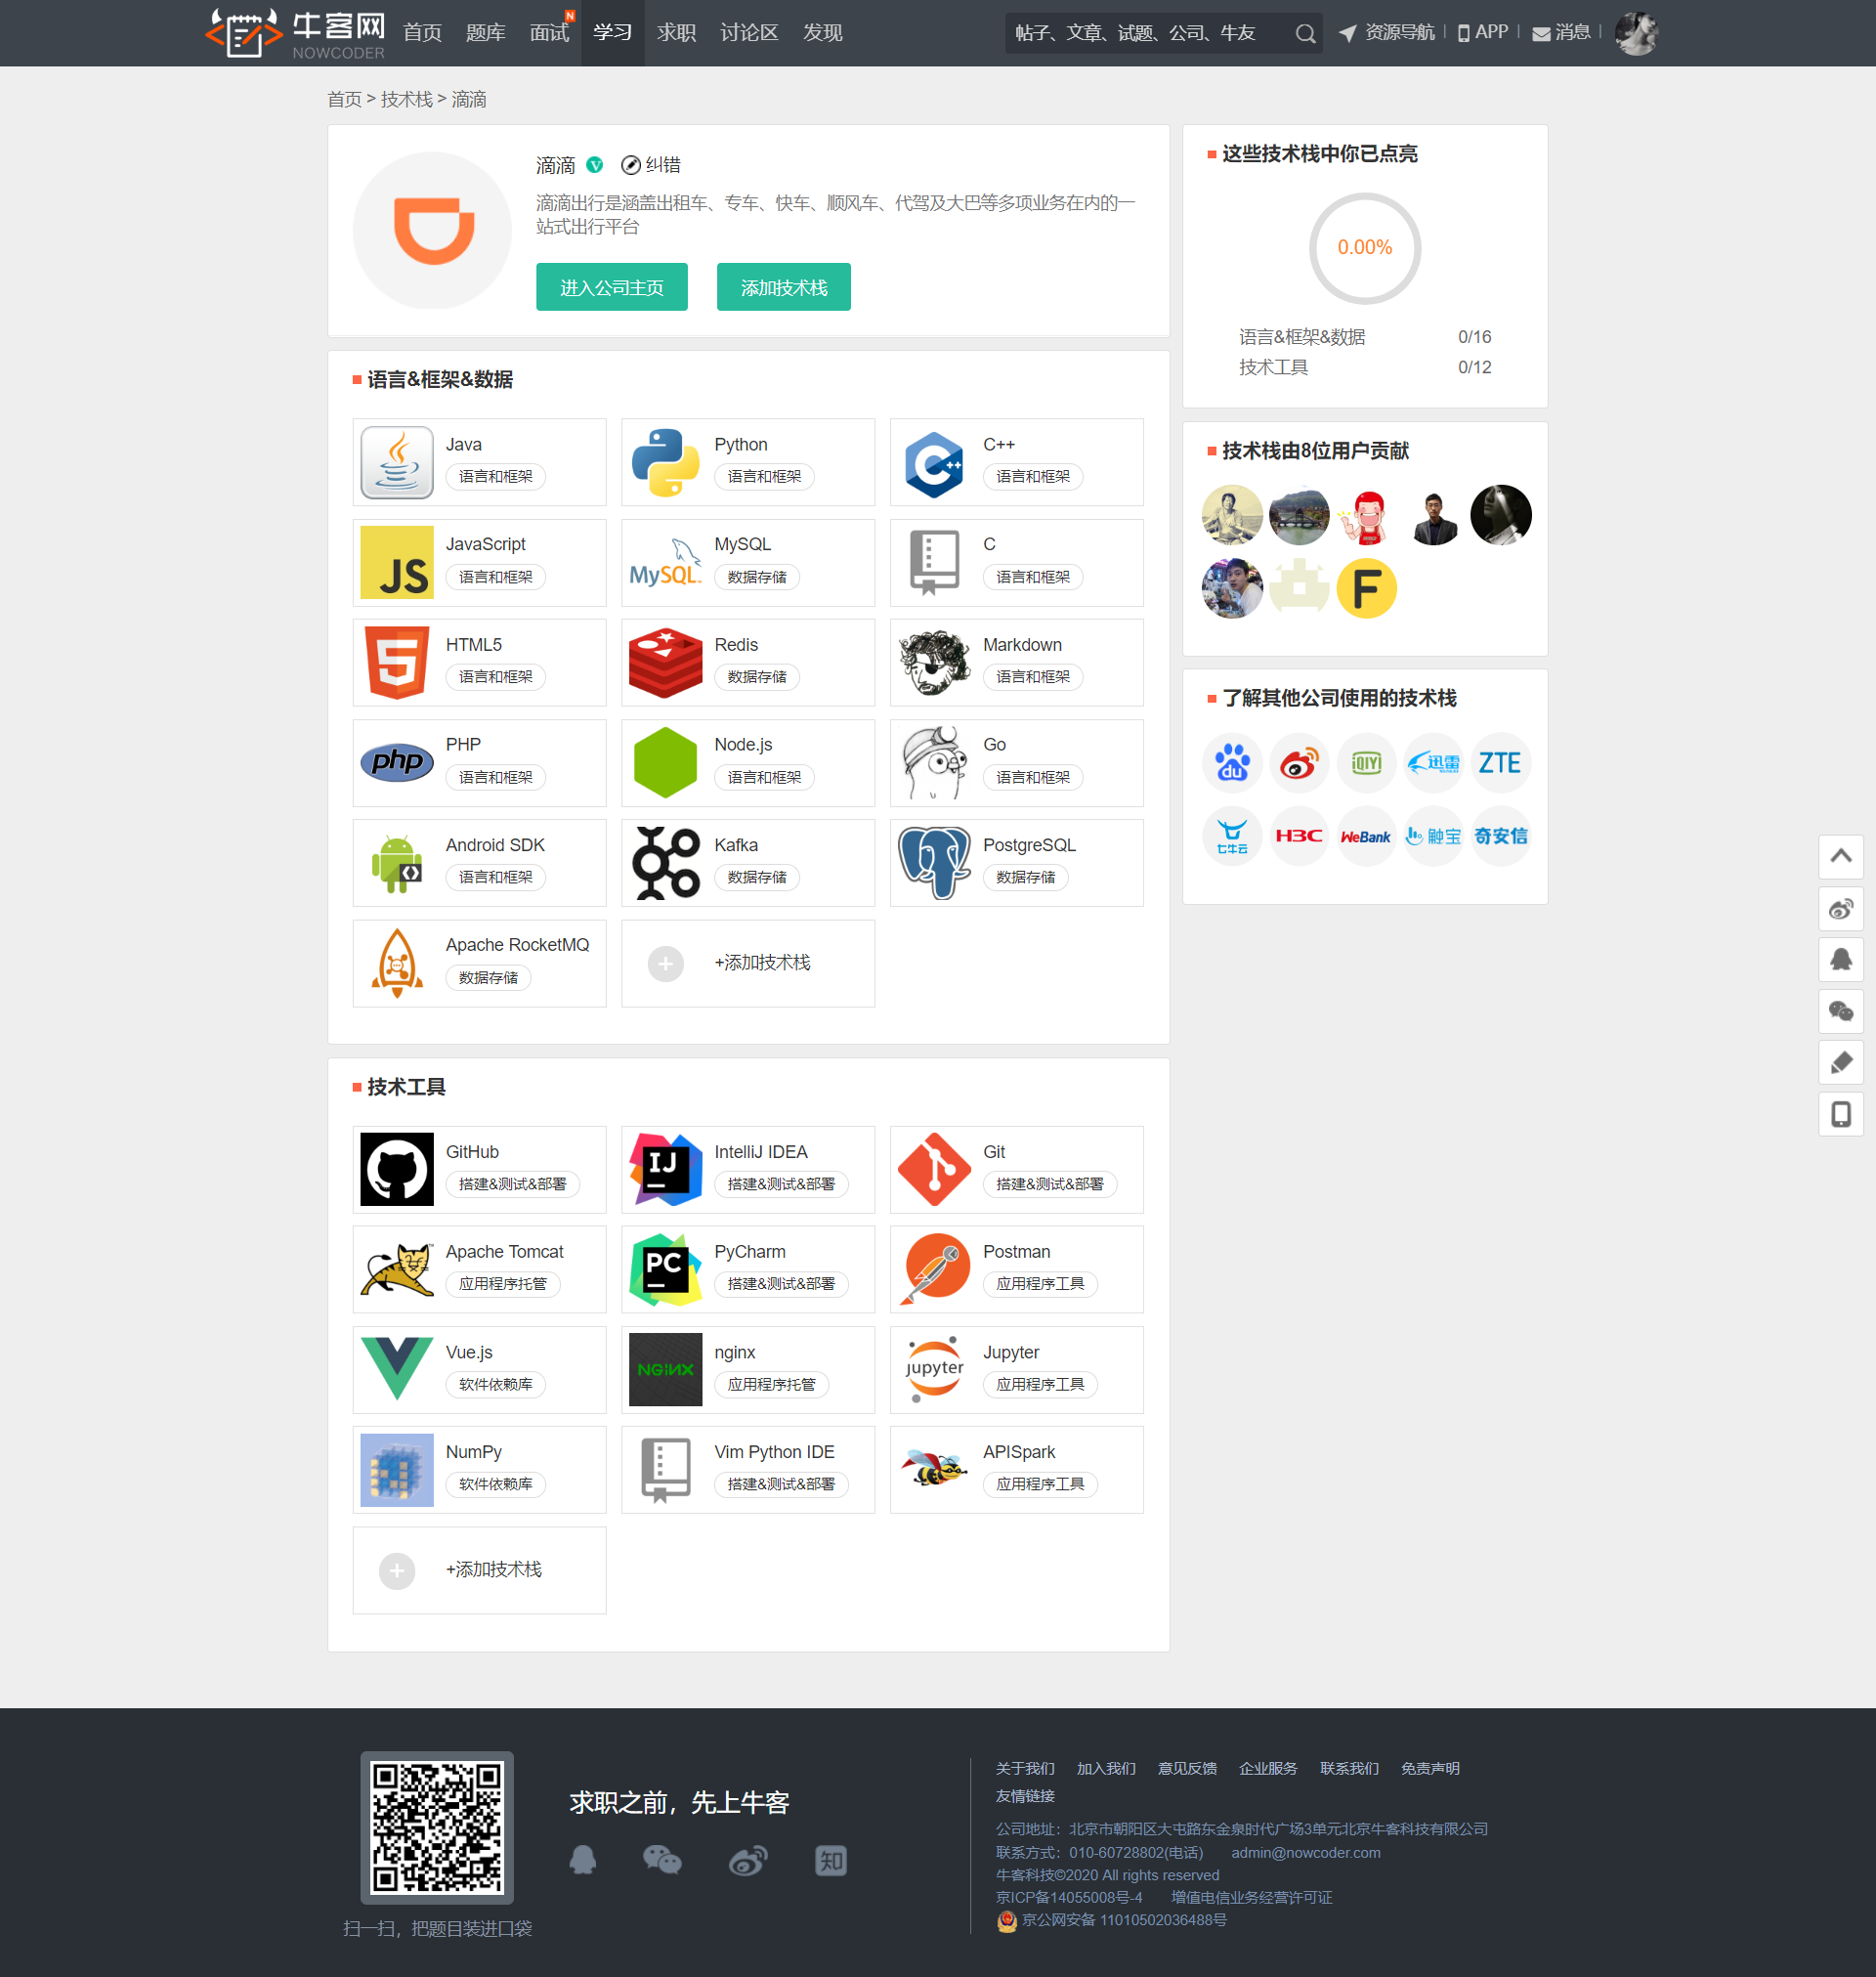 牛客网
NOWCODER
首页 题库 面试 N 学习 求职 讨论区 发现
帖子、文章、试题、公司、牛友
资源导航 APP 消息
首页 > 技术栈 > 滴滴
滴滴 V 纠错
滴滴出行是涵盖出租车、专车、快车、顺风车、代驾及大巴等多项业务在内的一
站式出行平台
进入公司主页 添加技术栈
语言&框架&数据
Java
语言和框架
Python
语言和框架
C++
语言和框架
JS
JavaScript
语言和框架
MySQL
MySQL
数据存储
C
语言和框架
5
HTML5
语言和框架
Redis
数据存储
Markdown
语言和框架
php
PHP
语言和框架
Node.js
语言和框架
Go
语言和框架
Android SDK
语言和框架
Kafka
数据存储
PostgreSQL
数据存储
Apache RocketMQ
数据存储
+添加技术栈
技术工具
GitHub
搭建&测试&部署
IJ
IntelliJ IDEA
搭建&测试&部署
Git
搭建&测试&部署
Apache Tomcat
应用程序托管
PC
PyCharm
搭建&测试&部署
Postman
应用程序工具
Vue.js
软件依赖库
NGINX
nginx
应用程序托管
jupyter
Jupyter
应用程序工具
NumPy
软件依赖库
Vim Python IDE
搭建&测试&部署
APISpark
应用程序工具
+添加技术栈
这些技术栈中你已点亮
0.00%
语言&框架&数据 0/16
技术工具 0/12
技术栈由8位用户贡献
F
了解其他公司使用的技术栈
du iQIYI 迅雷 ZTE
七牛云 H3C WeBank 触宝 奇安信
扫一扫，把题目装进口袋
求职之前，先上牛客
知
关于我们 加入我们 意见反馈 企业服务 联系我们 免责声明
友情链接
公司地址：北京市朝阳区大屯路东金泉时代广场3单元北京牛客科技有限公司
联系方式：010-60728802(电话) admin@nowcoder.com
牛客科技©2020 All rights reserved
京ICP备14055008号-4 增值电信业务经营许可证
京公网安备 11010502036488号